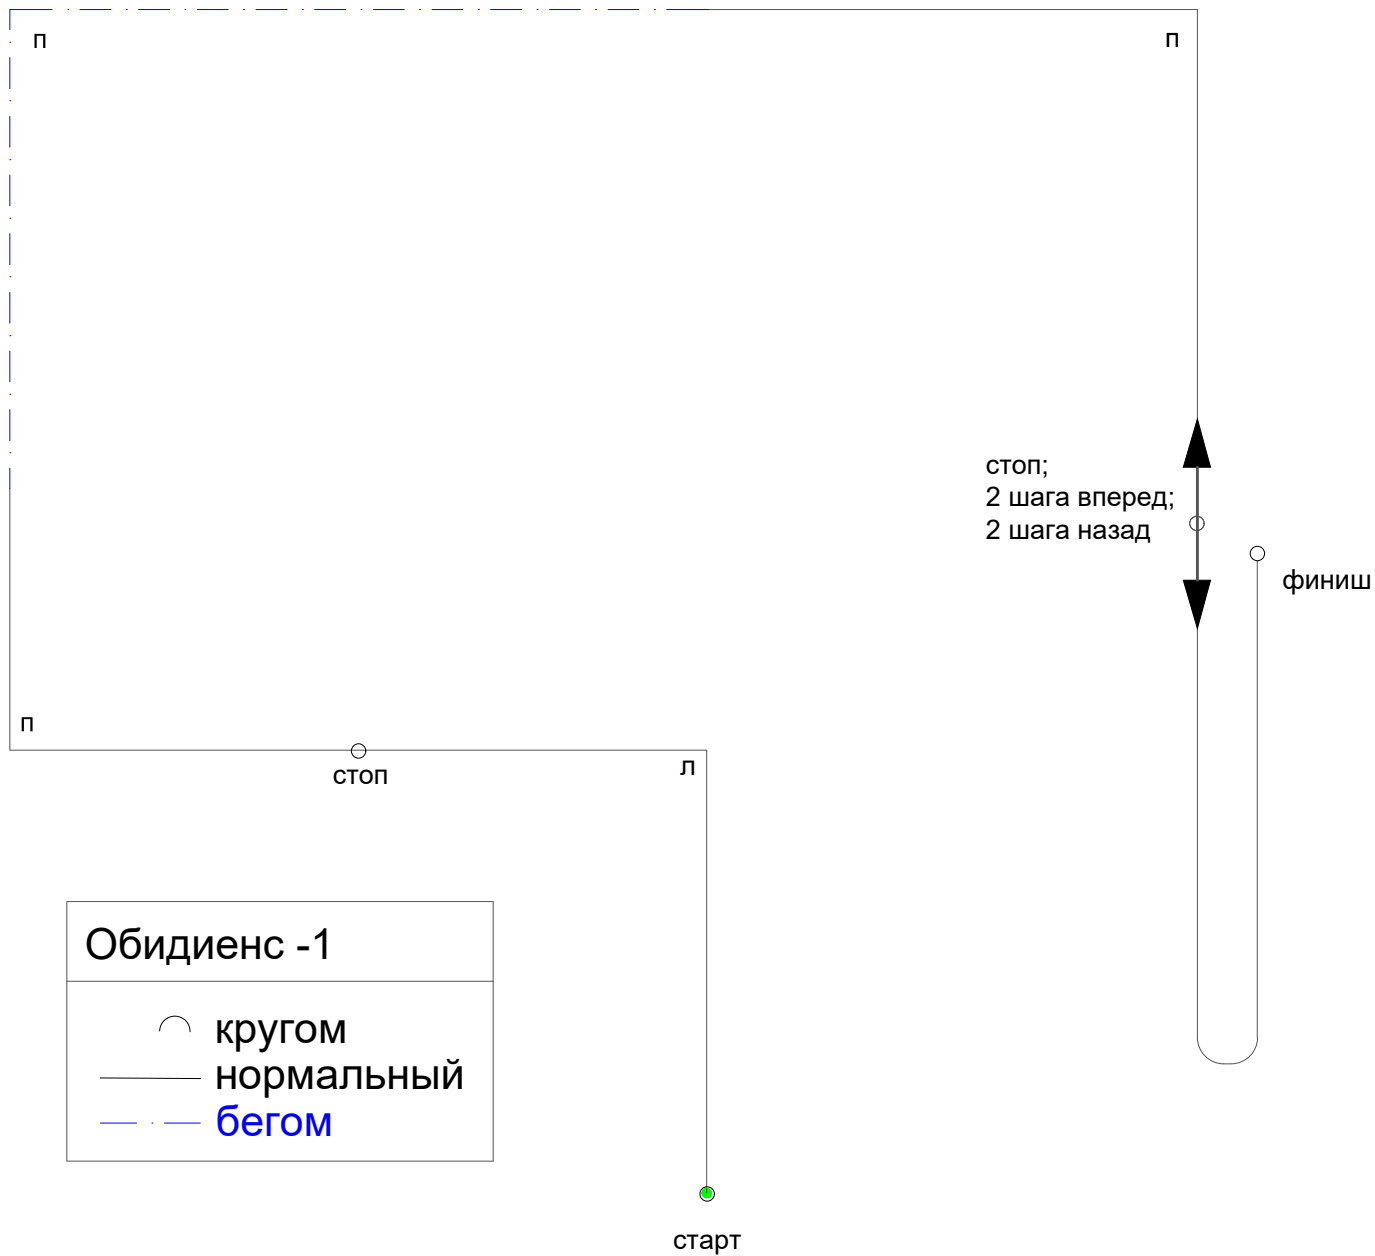 п
п
стоп;
2 шага вперед;
2 шага назад
финиш
п
стоп
л
Обидиенс -1
кругом
нормальный
бегом
старт